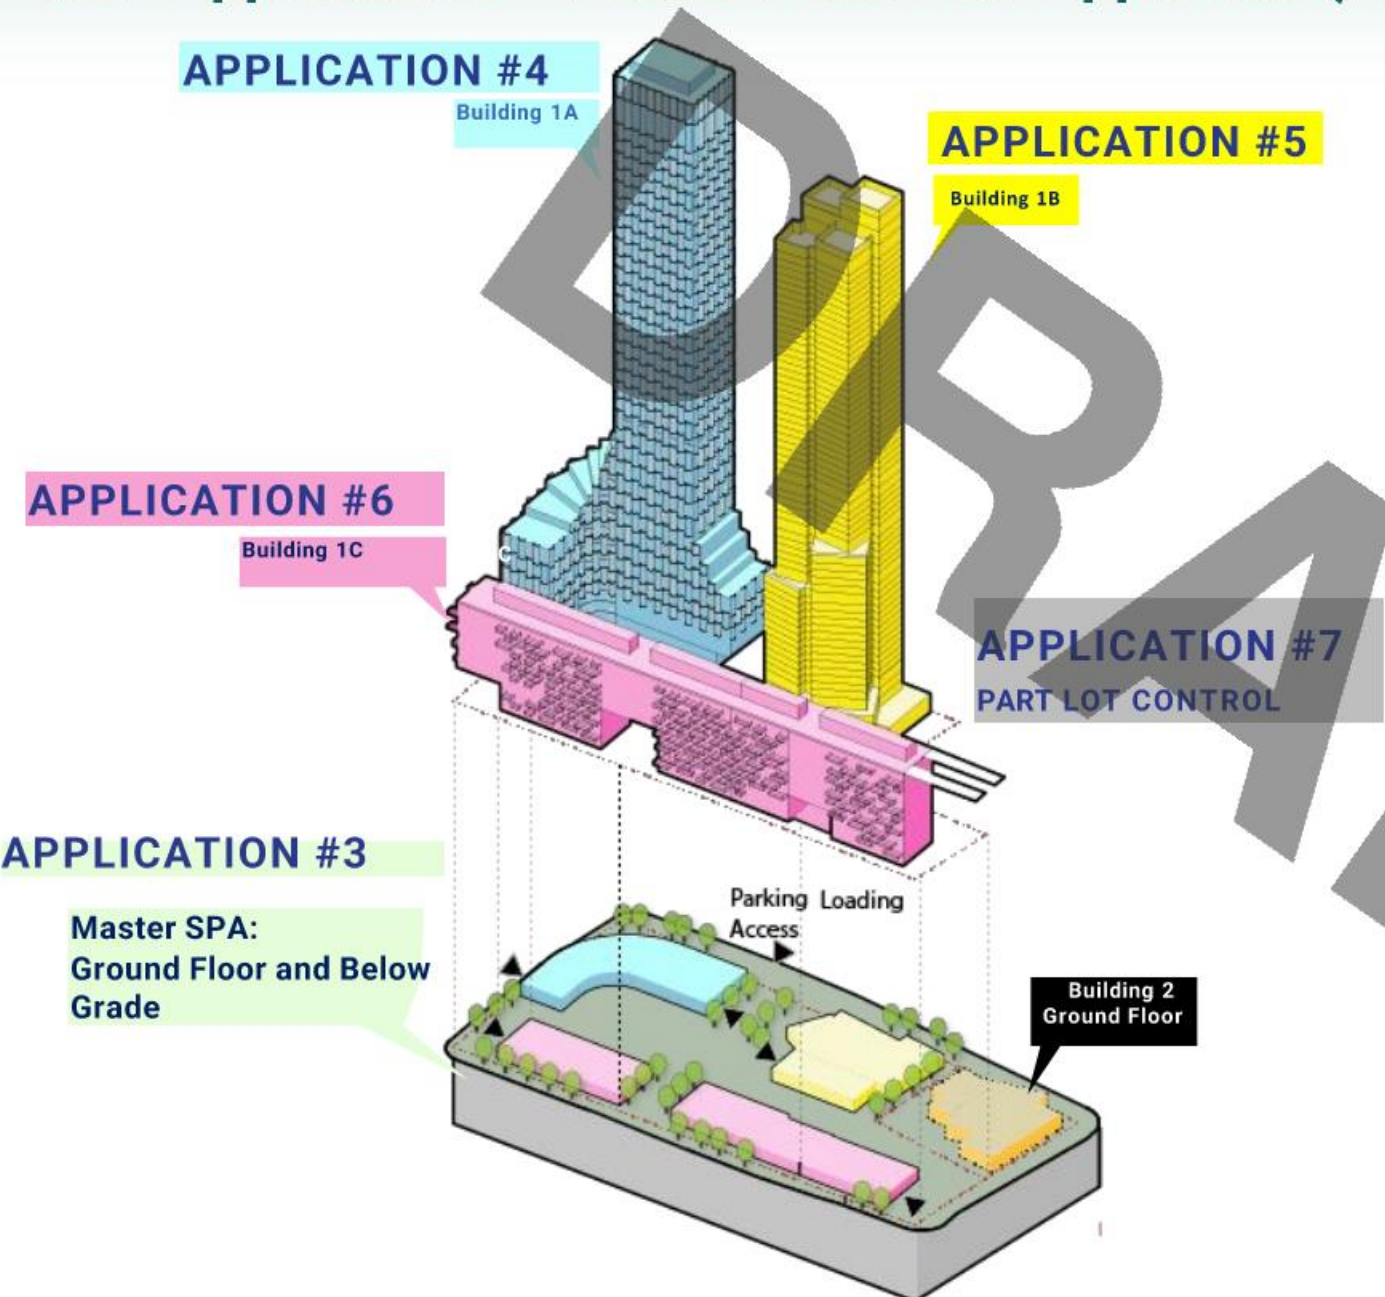 APPLICATION #4
Building 1A
APPLICATION #5
Building 1B
APPLICATION #6
Building 1C
APPLICATION #7
PART LOT CONTROL
APPLICATION #3
Master SPA:
Ground Floor and Below
Grade
Parking Loading
Access
Building 2
Ground Floor
C
DRA